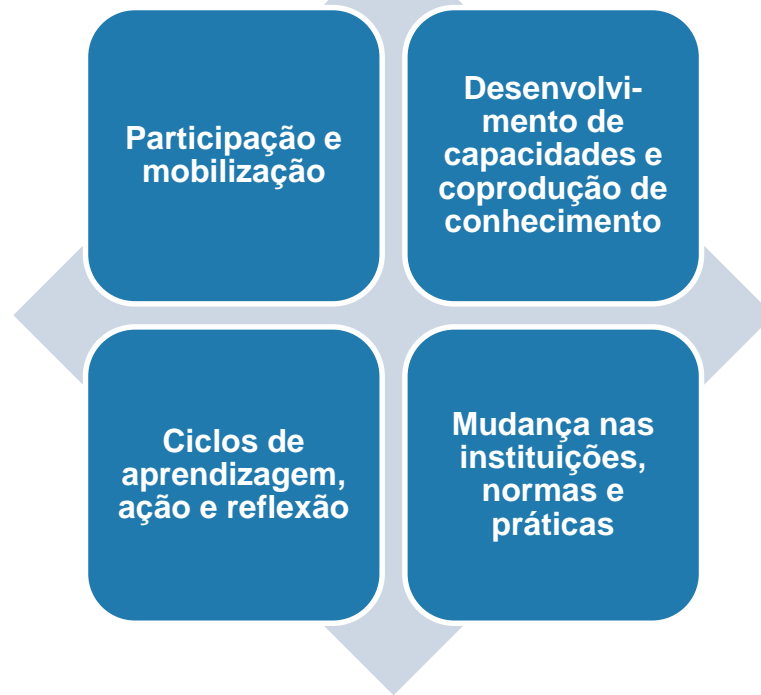 Participação e
mobilização
Desenvolvi-
mento de
capacidades e
coprodução de
conhecimento
Ciclos de
aprendizagem,
ação e reflexão
Mudança nas
instituições,
normas e
práticas